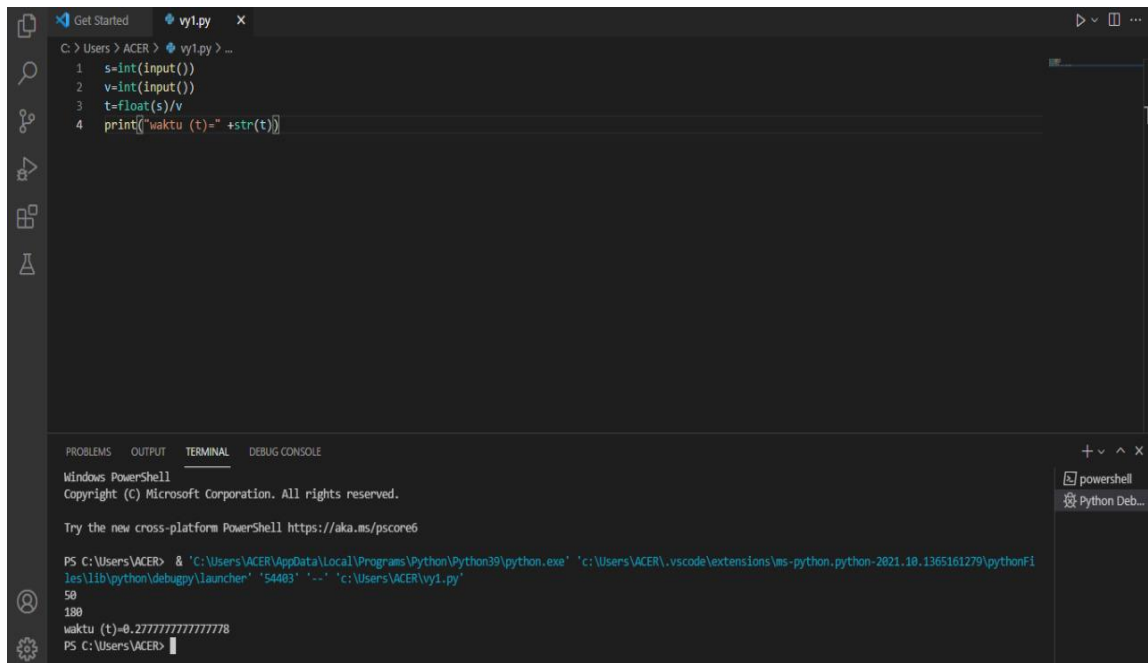 Get Started vy1.py X
C: > Users > ACER > vy1.py > ...
1 s=int(input())
2 v=int(input())
3 t=float(s)/v
4 print("waktu (t)=" +str(t))
PROBLEMS OUTPUT TERMINAL DEBUG CONSOLE
Windows PowerShell
Copyright (C) Microsoft Corporation. All rights reserved.
Try the new cross-platform PowerShell https://aka.ms/pscore6
PS C:\Users\ACER> & 'C:\Users\ACER\AppData\Local\Programs\Python\Python39\python.exe' 'c:\Users\ACER\.vscode\extensions\ms-python.python-2021.10.1365161279\pythonFi
les\lib\python\debugpy\launcher' '54403' '--' 'c:\Users\ACER\vy1.py'
50
180
waktu (t)=0.2777777777777778
PS C:\Users\ACER>
powershell
Python Deb...